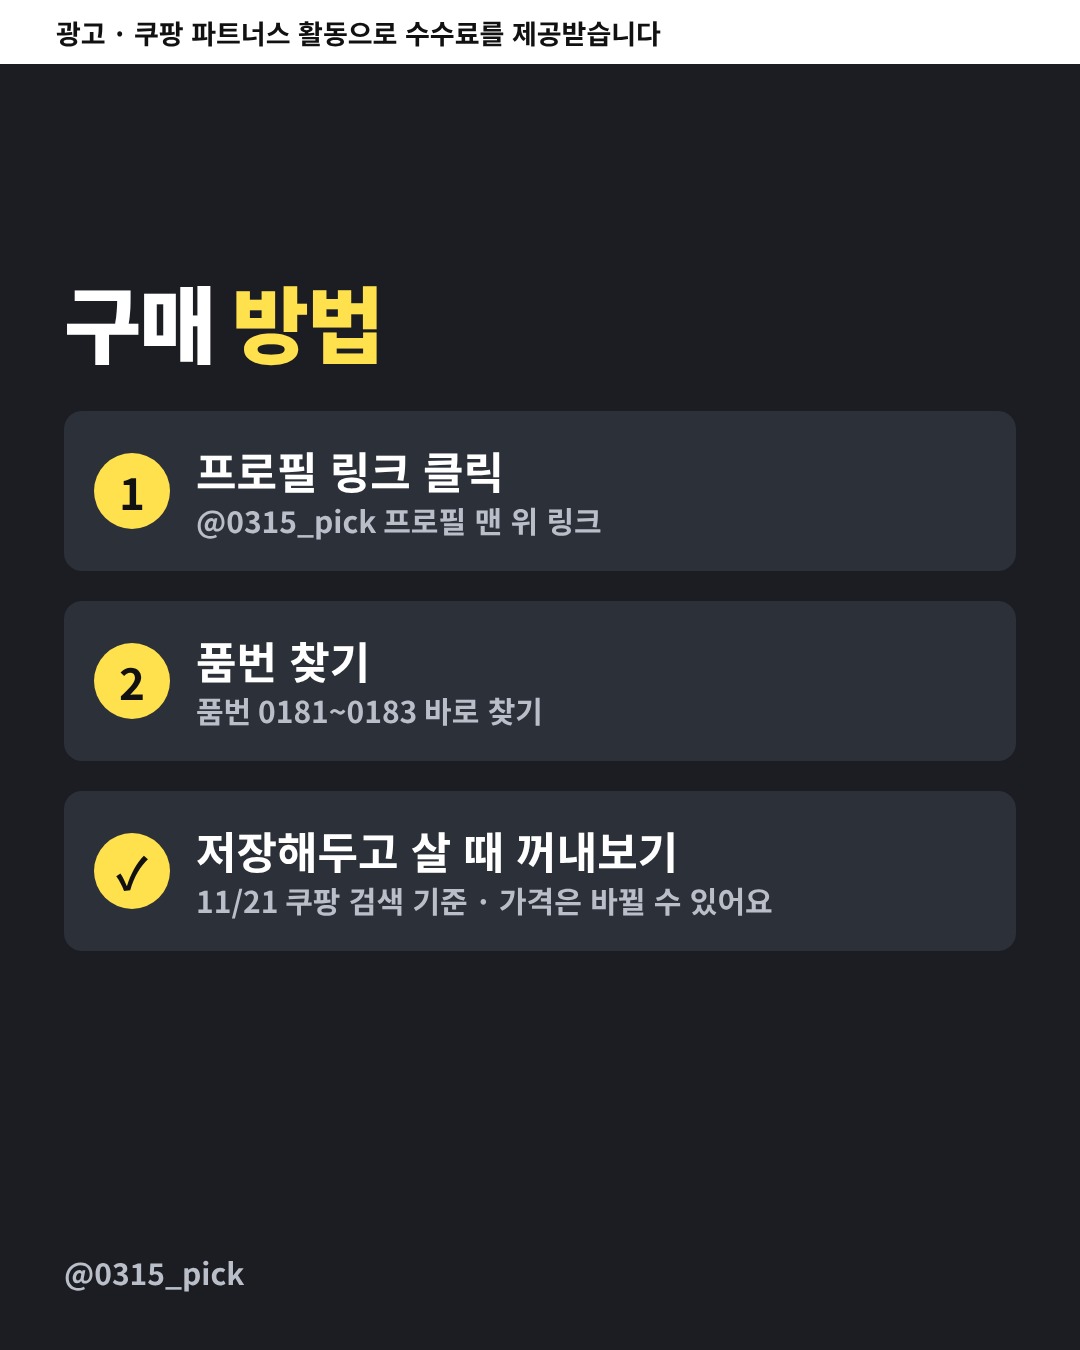 광고 · 쿠팡 파트너스 활동으로 수수료를 제공받습니다
구매 방법
1
프로필 링크 클릭
@0315_pick 프로필 맨 위 링크
2
품번 찾기
품번 0181~0183 바로 찾기
✓
저장해두고 살 때 꺼내보기
11/21 쿠팡 검색 기준 · 가격은 바뀔 수 있어요
@0315_pick